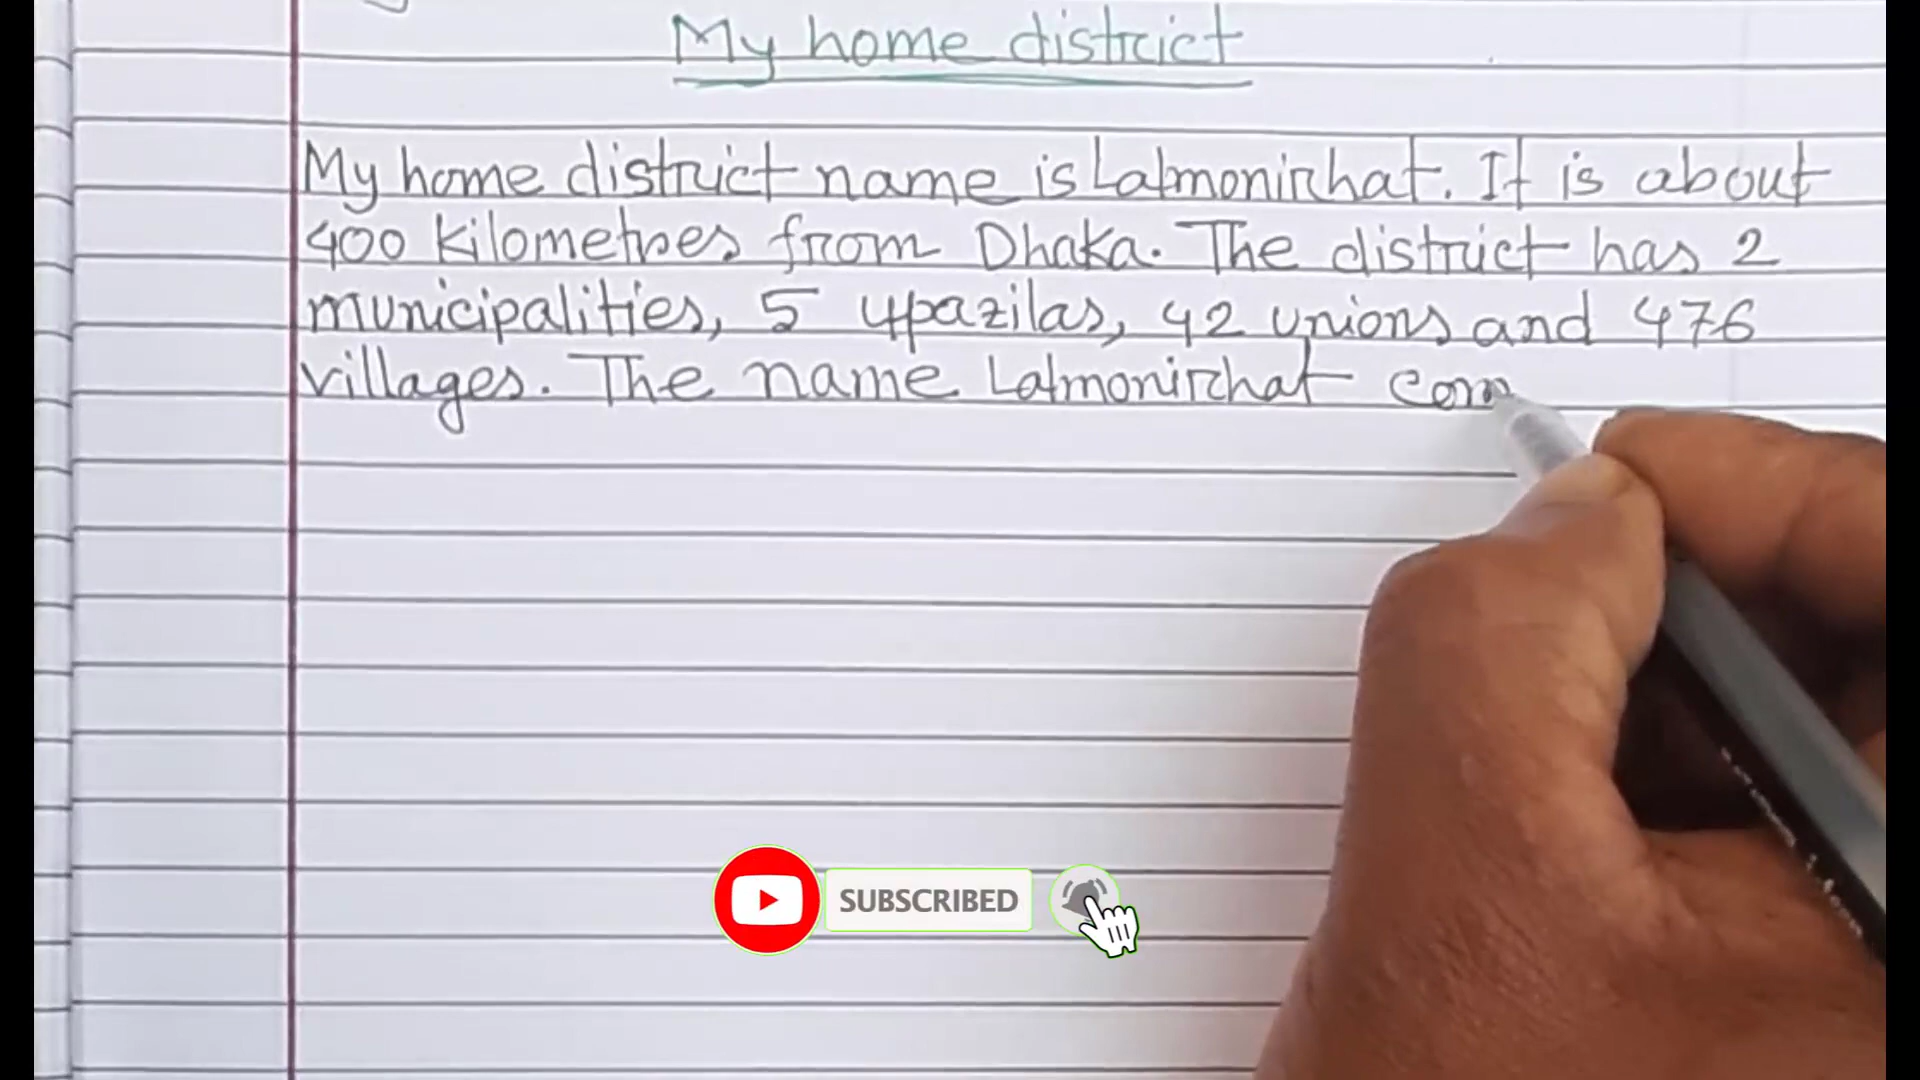 My home district
My home district name is Lalmonirhat. It is about
400 kilometres from Dhaka. The district has 2
municipalities, 5 upazilas, 42 unions and 476
villages. The name Lalmonirhat com
SUBSCRIBED